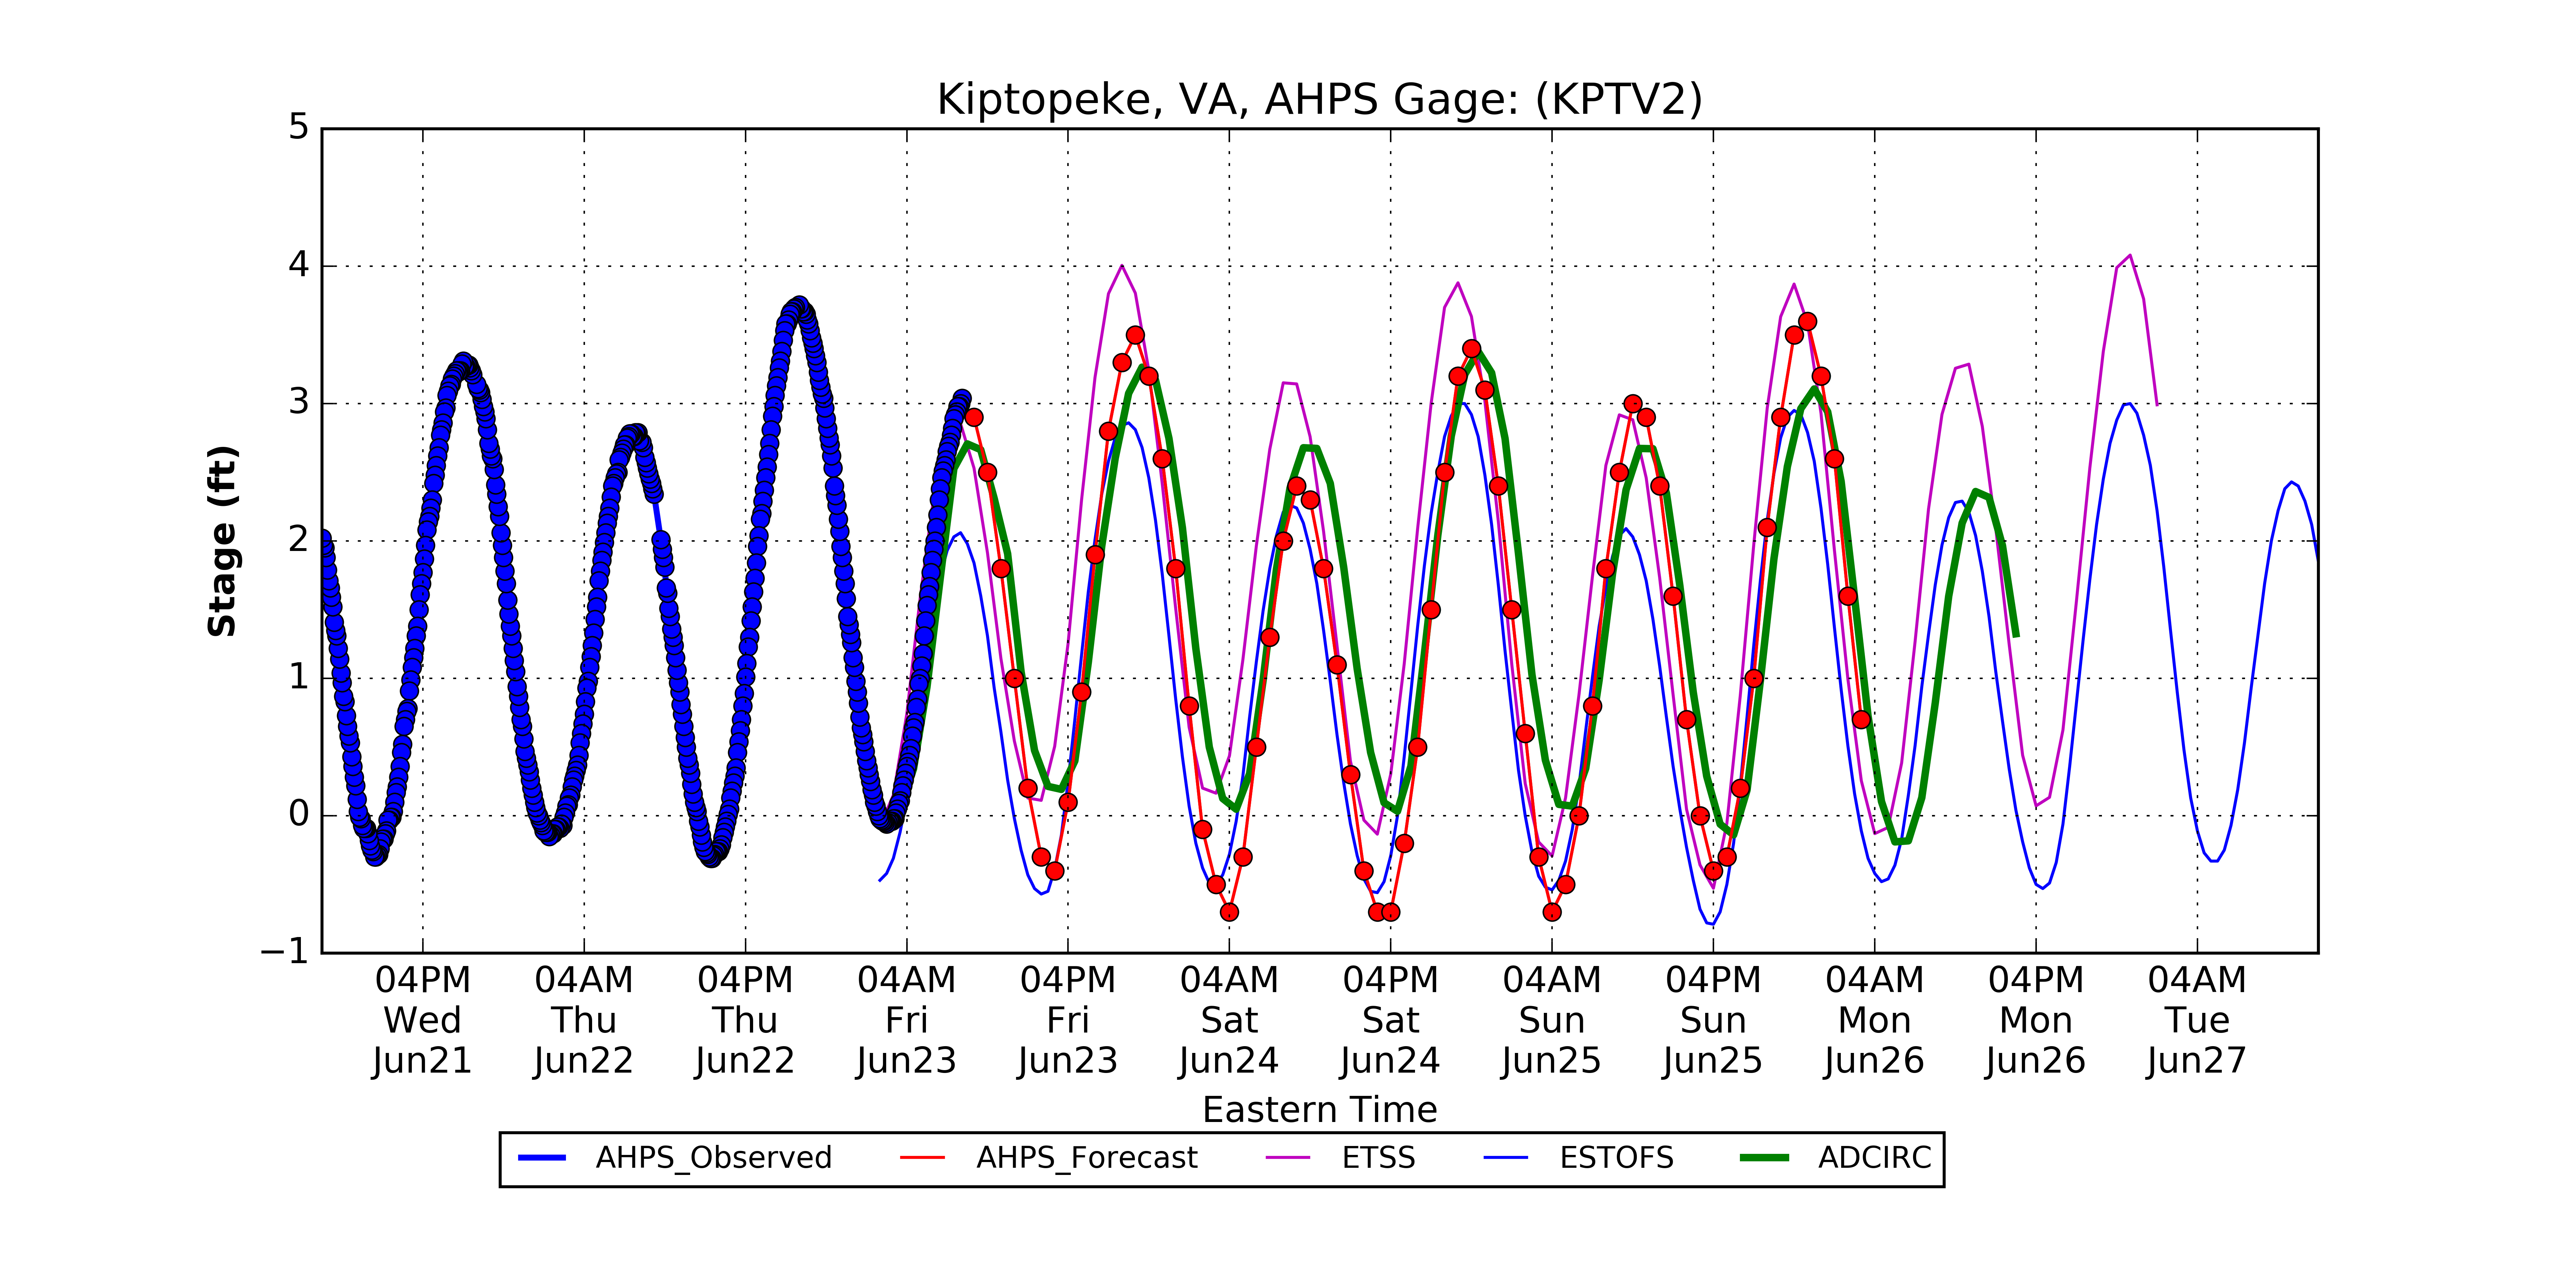 Kiptopeke, VA, AHPS Gage: (KPTV2)
5
4
3
2
1
0
−1
Stage (ft)
04PM 04AM 04PM 04AM 04PM 04AM 04PM 04AM 04PM 04AM 04PM 04AM
Wed Thu Thu Fri Fri Sat Sat Sun Sun Mon Mon Tue
Jun21 Jun22 Jun22 Jun23 Jun23 Jun24 Jun24 Jun25 Jun25 Jun26 Jun26 Jun27
Eastern Time
AHPS_Observed AHPS_Forecast ETSS ESTOFS ADCIRC